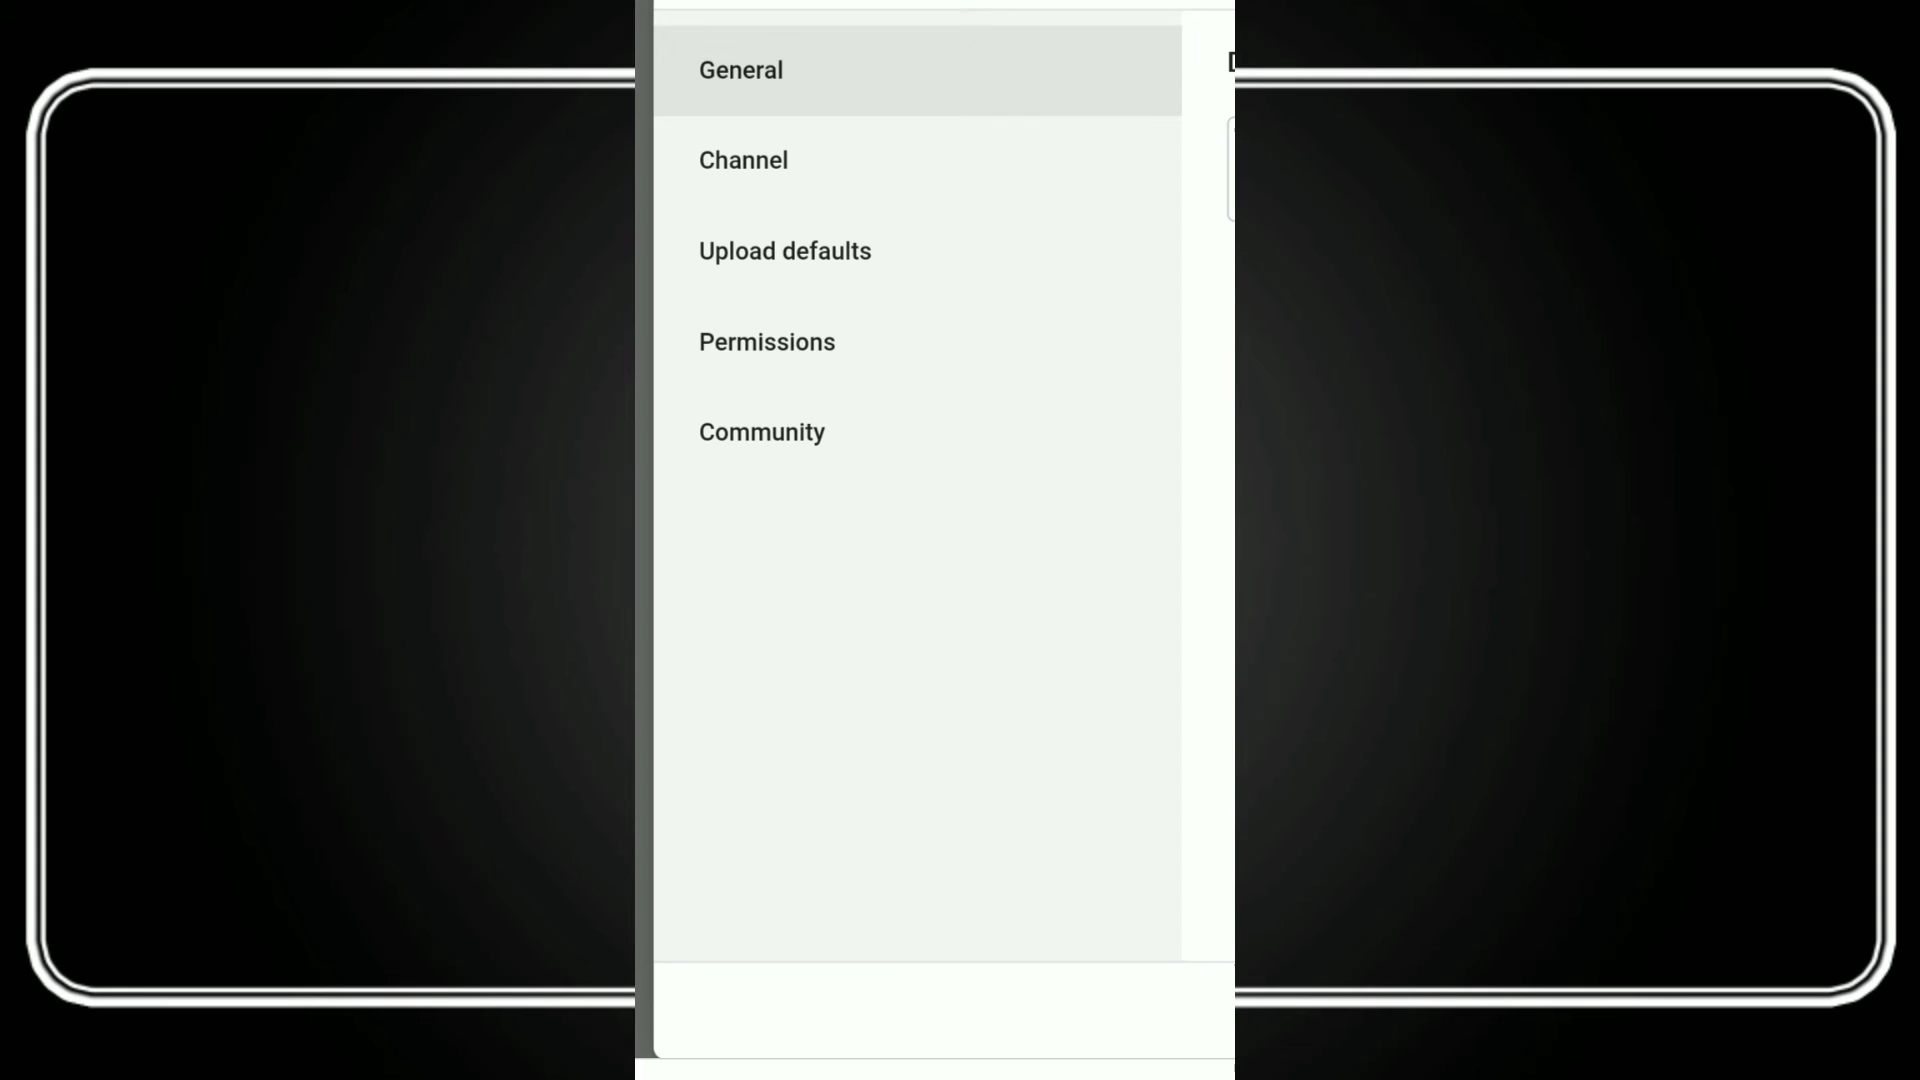 General
Channel
Upload defaults
Permissions
Community